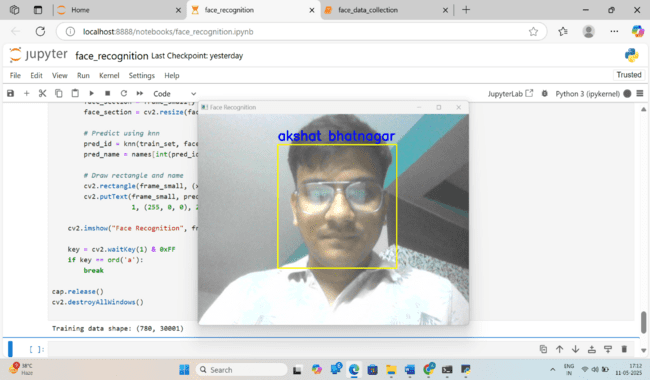 Home
face_recognition
face_data_collection
localhost:8888/notebooks/face_recognition.ipynb
jupyter face_recognition Last Checkpoint: yesterday
File Edit View Run Kernel Settings Help
Trusted
Code
JupyterLab
Python 3 (ipykernel)
face_section = cv2.resize(fac
Face Recognition
akshat bhatnagar
# Predict using knn
pred_id = knn(train_set, face
pred_name = names[int(pred_id
# Draw rectangle and name
cv2.rectangle(frame_small, (x
cv2.putText(frame_small, pred
1, (255, 0, 0), 2
cv2.imshow("Face Recognition", fr
key = cv2.waitKey(1) & 0xFF
if key == ord('a'):
break
cap.release()
cv2.destroyAllWindows()
Training data shape: (780, 30001)
[ ]:
38°C
Haze
Search
ENG
IN
17:12
11-05-2025